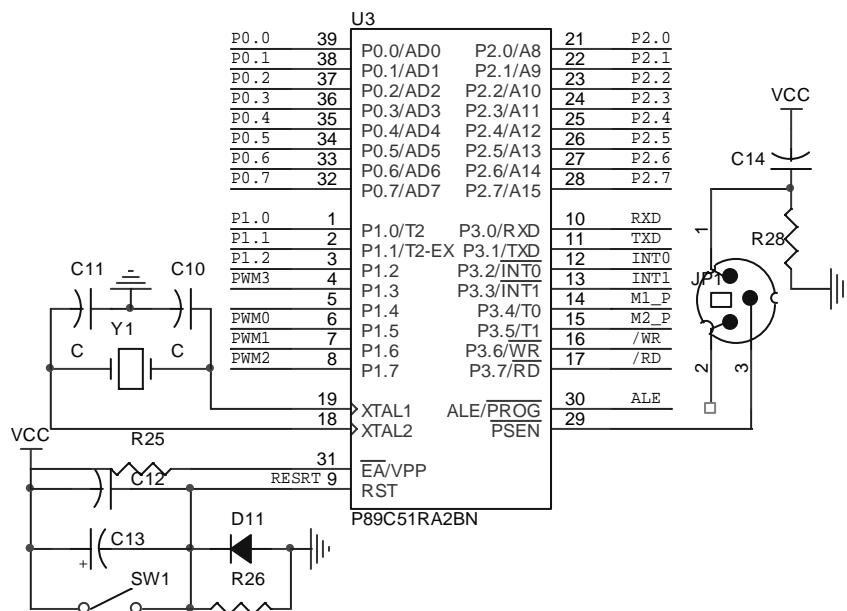 U3
P0.0 39 P0.0/AD0 P2.0/A8 21 P2.0
P0.1 38 P0.1/AD1 P2.1/A9 22 P2.1
P0.2 37 P0.2/AD2 P2.2/A10 23 P2.2
P0.3 36 P0.3/AD3 P2.3/A11 24 P2.3
P0.4 35 P0.4/AD4 P2.4/A12 25 P2.4
P0.5 34 P0.5/AD5 P2.5/A13 26 P2.5
P0.6 33 P0.6/AD6 P2.6/A14 27 P2.6
P0.7 32 P0.7/AD7 P2.7/A15 28 P2.7
VCC
C14
P1.0 1 P1.0/T2 P3.0/RXD 10 RXD
P1.1 2 P1.1/T2-EX P3.1/TXD 11 TXD
P1.2 3 P1.2 P3.2/INT0 12 INT0
PWM3 4 P1.3 P3.3/INT1 13 INT1
5 P1.4 P3.4/T0 14 M1_P
PWM0 6 P1.5 P3.5/T1 15 M2_P
PWM1 7 P1.6 P3.6/WR 16 /WR
PWM2 8 P1.7 P3.7/RD 17 /RD
1
R28
JP1
2
3
C11
C10
Y1
C
C
19 XTAL1 ALE/PROG 30 ALE
18 XTAL2 PSEN 29
VCC
R25
31 EA/VPP
C12
RESRT 9 RST
P89C51RA2BN
D11
+
C13
SW1
R26